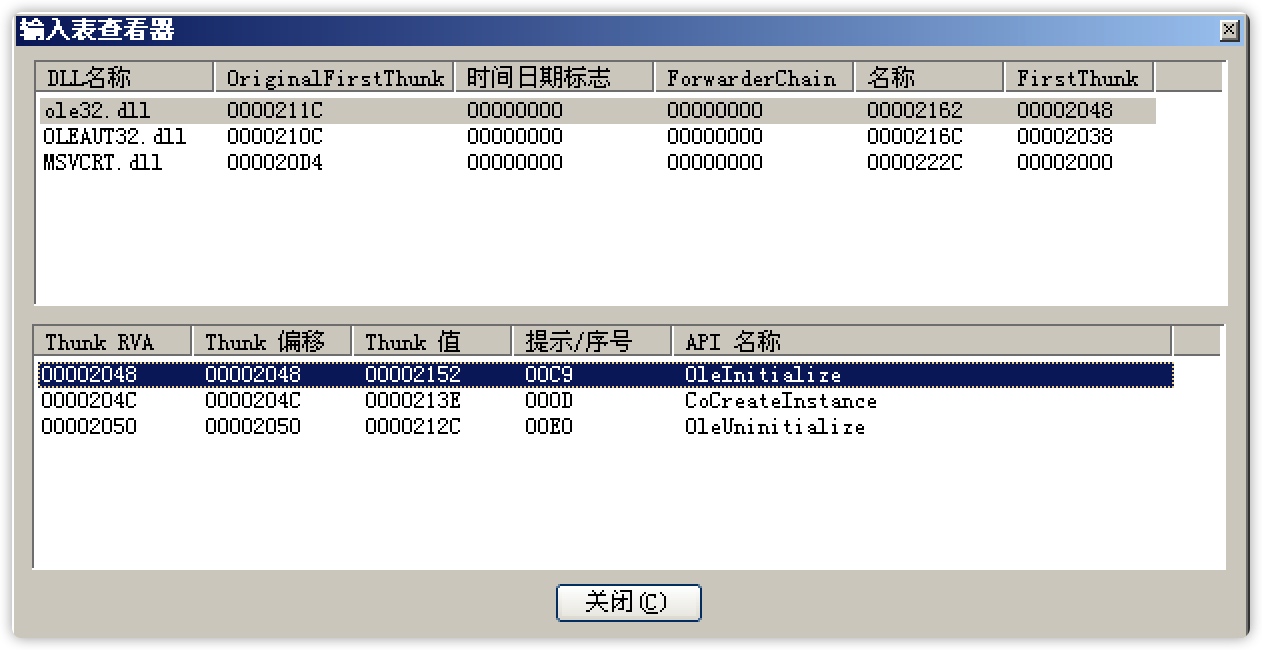 输入表查看器
DLL名称 OriginalFirstThunk 时间日期标志 ForwarderChain 名称 FirstThunk
ole32.dll 0000211C 00000000 00000000 00002162 00002048
OLEAUT32.dll 0000210C 00000000 00000000 0000216C 00002038
MSVCRT.dll 000020D4 00000000 00000000 0000222C 00002000
Thunk RVA Thunk 偏移 Thunk 值 提示/序号 API 名称
00002048 00002048 00002152 00C9 OleInitialize
0000204C 0000204C 0000213E 000D CoCreateInstance
00002050 00002050 0000212C 00E0 OleUninitialize
关闭(C)